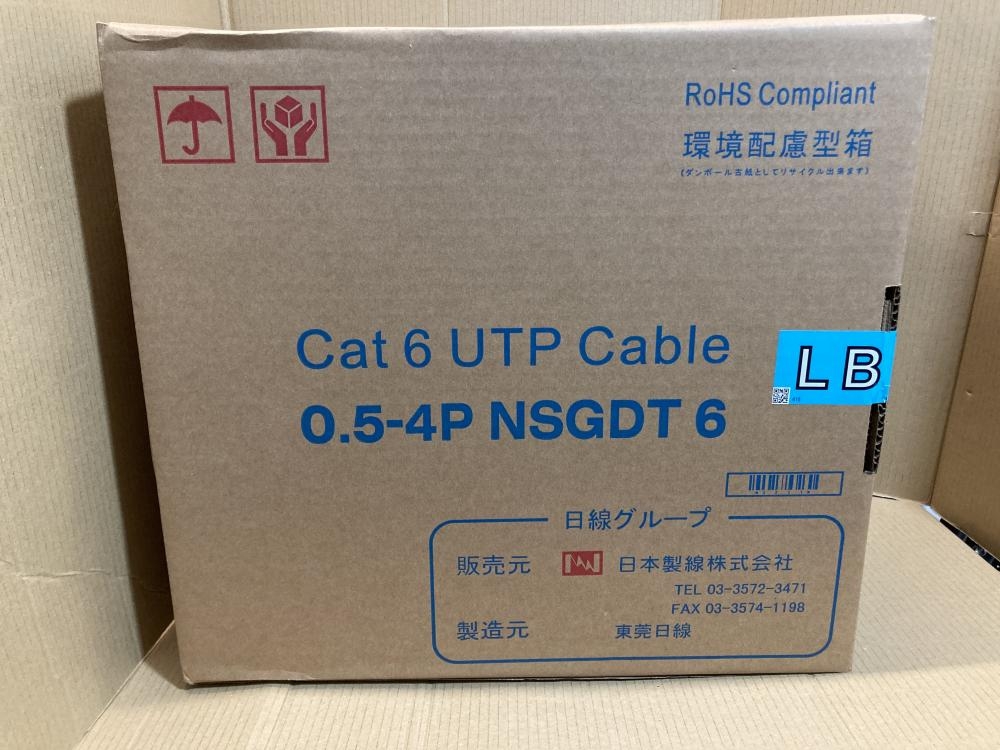 RoHS Compliant
環境配慮型箱
(ダンボール古紙としてリサイクル出来ます)
Cat 6 UTP Cable
0.5-4P NSGDT 6
LB
日線グループ
販売元 日本製線株式会社
TEL 03-3572-3471
FAX 03-3574-1198
製造元 東莞日線